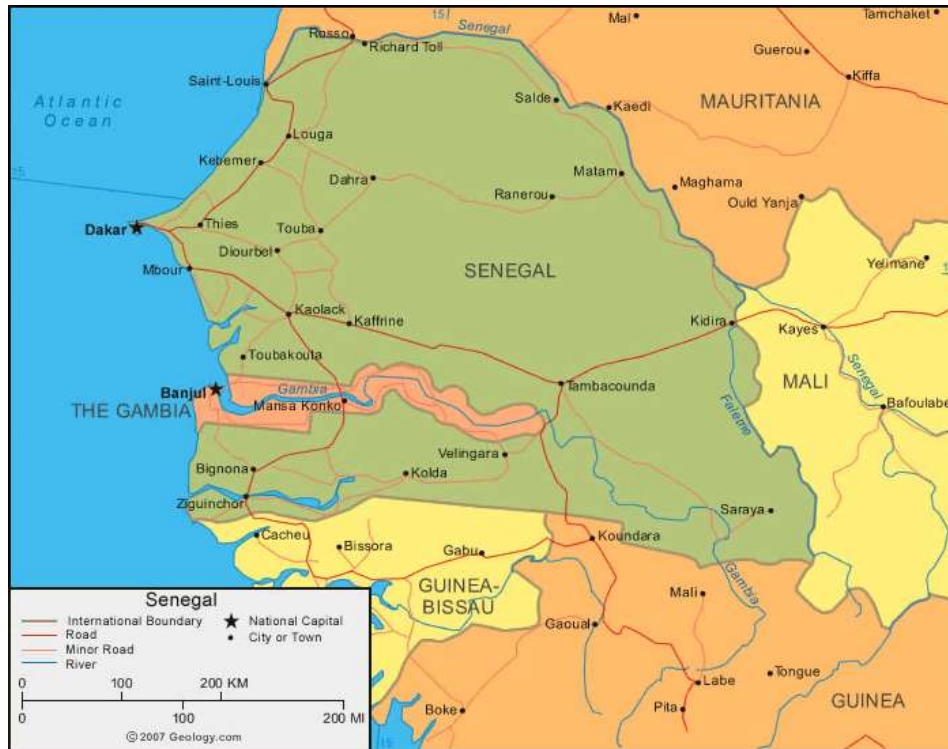 15
Senegal
Mal
Tamchaket
Rosso
Richard Toll
Guerou
Kiffa
Saint-Louis
Atlantic
Ocean
Salde
Kaedi
MAURITANIA
Louga
Kebemer
Dahra
Matam
Maghama
Ranerou
Ould Yanja
15
Dakar
Thies
Touba
Diourbel
Mbour
SENEGAL
Yelimane
Kaolack
Kaffrine
Kidira
Kayes
Toubakouta
Senegal
MALI
Banjul
Gambia
Tambacounda
THE GAMBIA
Mansa Konko
Faleme
Bafoulabe
Velingara
Bignona
Kolda
Ziguinchor
Saraya
Cacheu
Bissora
Gabu
Koundara
GUINEA-
BISSAU
Gambia
Mali
Gaoual
Tongue
Labe
GUINEA
Boke
Pita
15
Senegal
International Boundary
National Capital
Road
City or Town
Minor Road
River
0 100 200 KM
0 100 200 MI
©2007 Geology.com